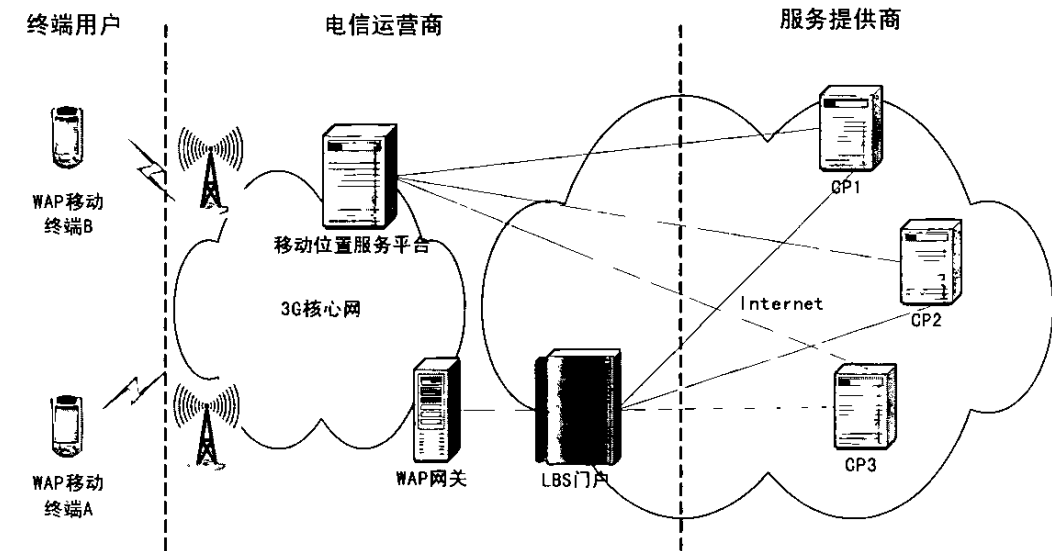 终端用户
电信运营商
服务提供商
WAP移动
终端B
移动位置服务平台
CP1
3G核心网
Internet
CP2
WAP移动
终端A
WAP网关
LBS门户
CP3